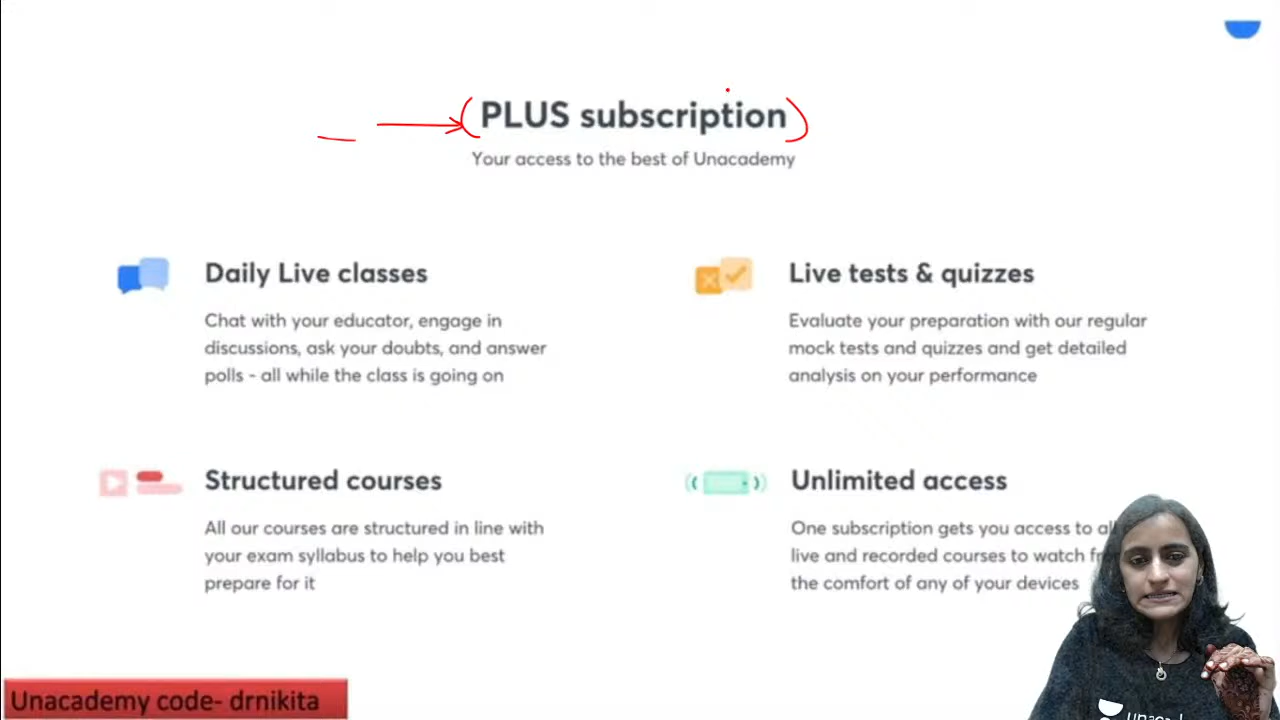 PLUS subscription
Your access to the best of Unacademy
Daily Live classes
Chat with your educator, engage in
discussions, ask your doubts, and answer
polls - all while the class is going on
Live tests & quizzes
Evaluate your preparation with our regular
mock tests and quizzes and get detailed
analysis on your performance
Structured courses
All our courses are structured in line with
your exam syllabus to help you best
prepare for it
Unlimited access
One subscription gets you access to
live and recorded courses to watch
the comfort of any of your devices
Unacademy code- drnikita